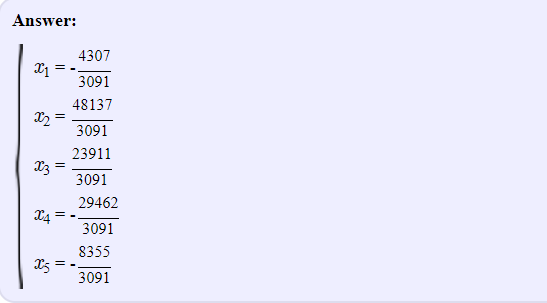 Answer:
x₁ = -4307/3091
x₂ = 48137/3091
x₃ = 23911/3091
x₄ = -29462/3091
x₅ = -8355/3091